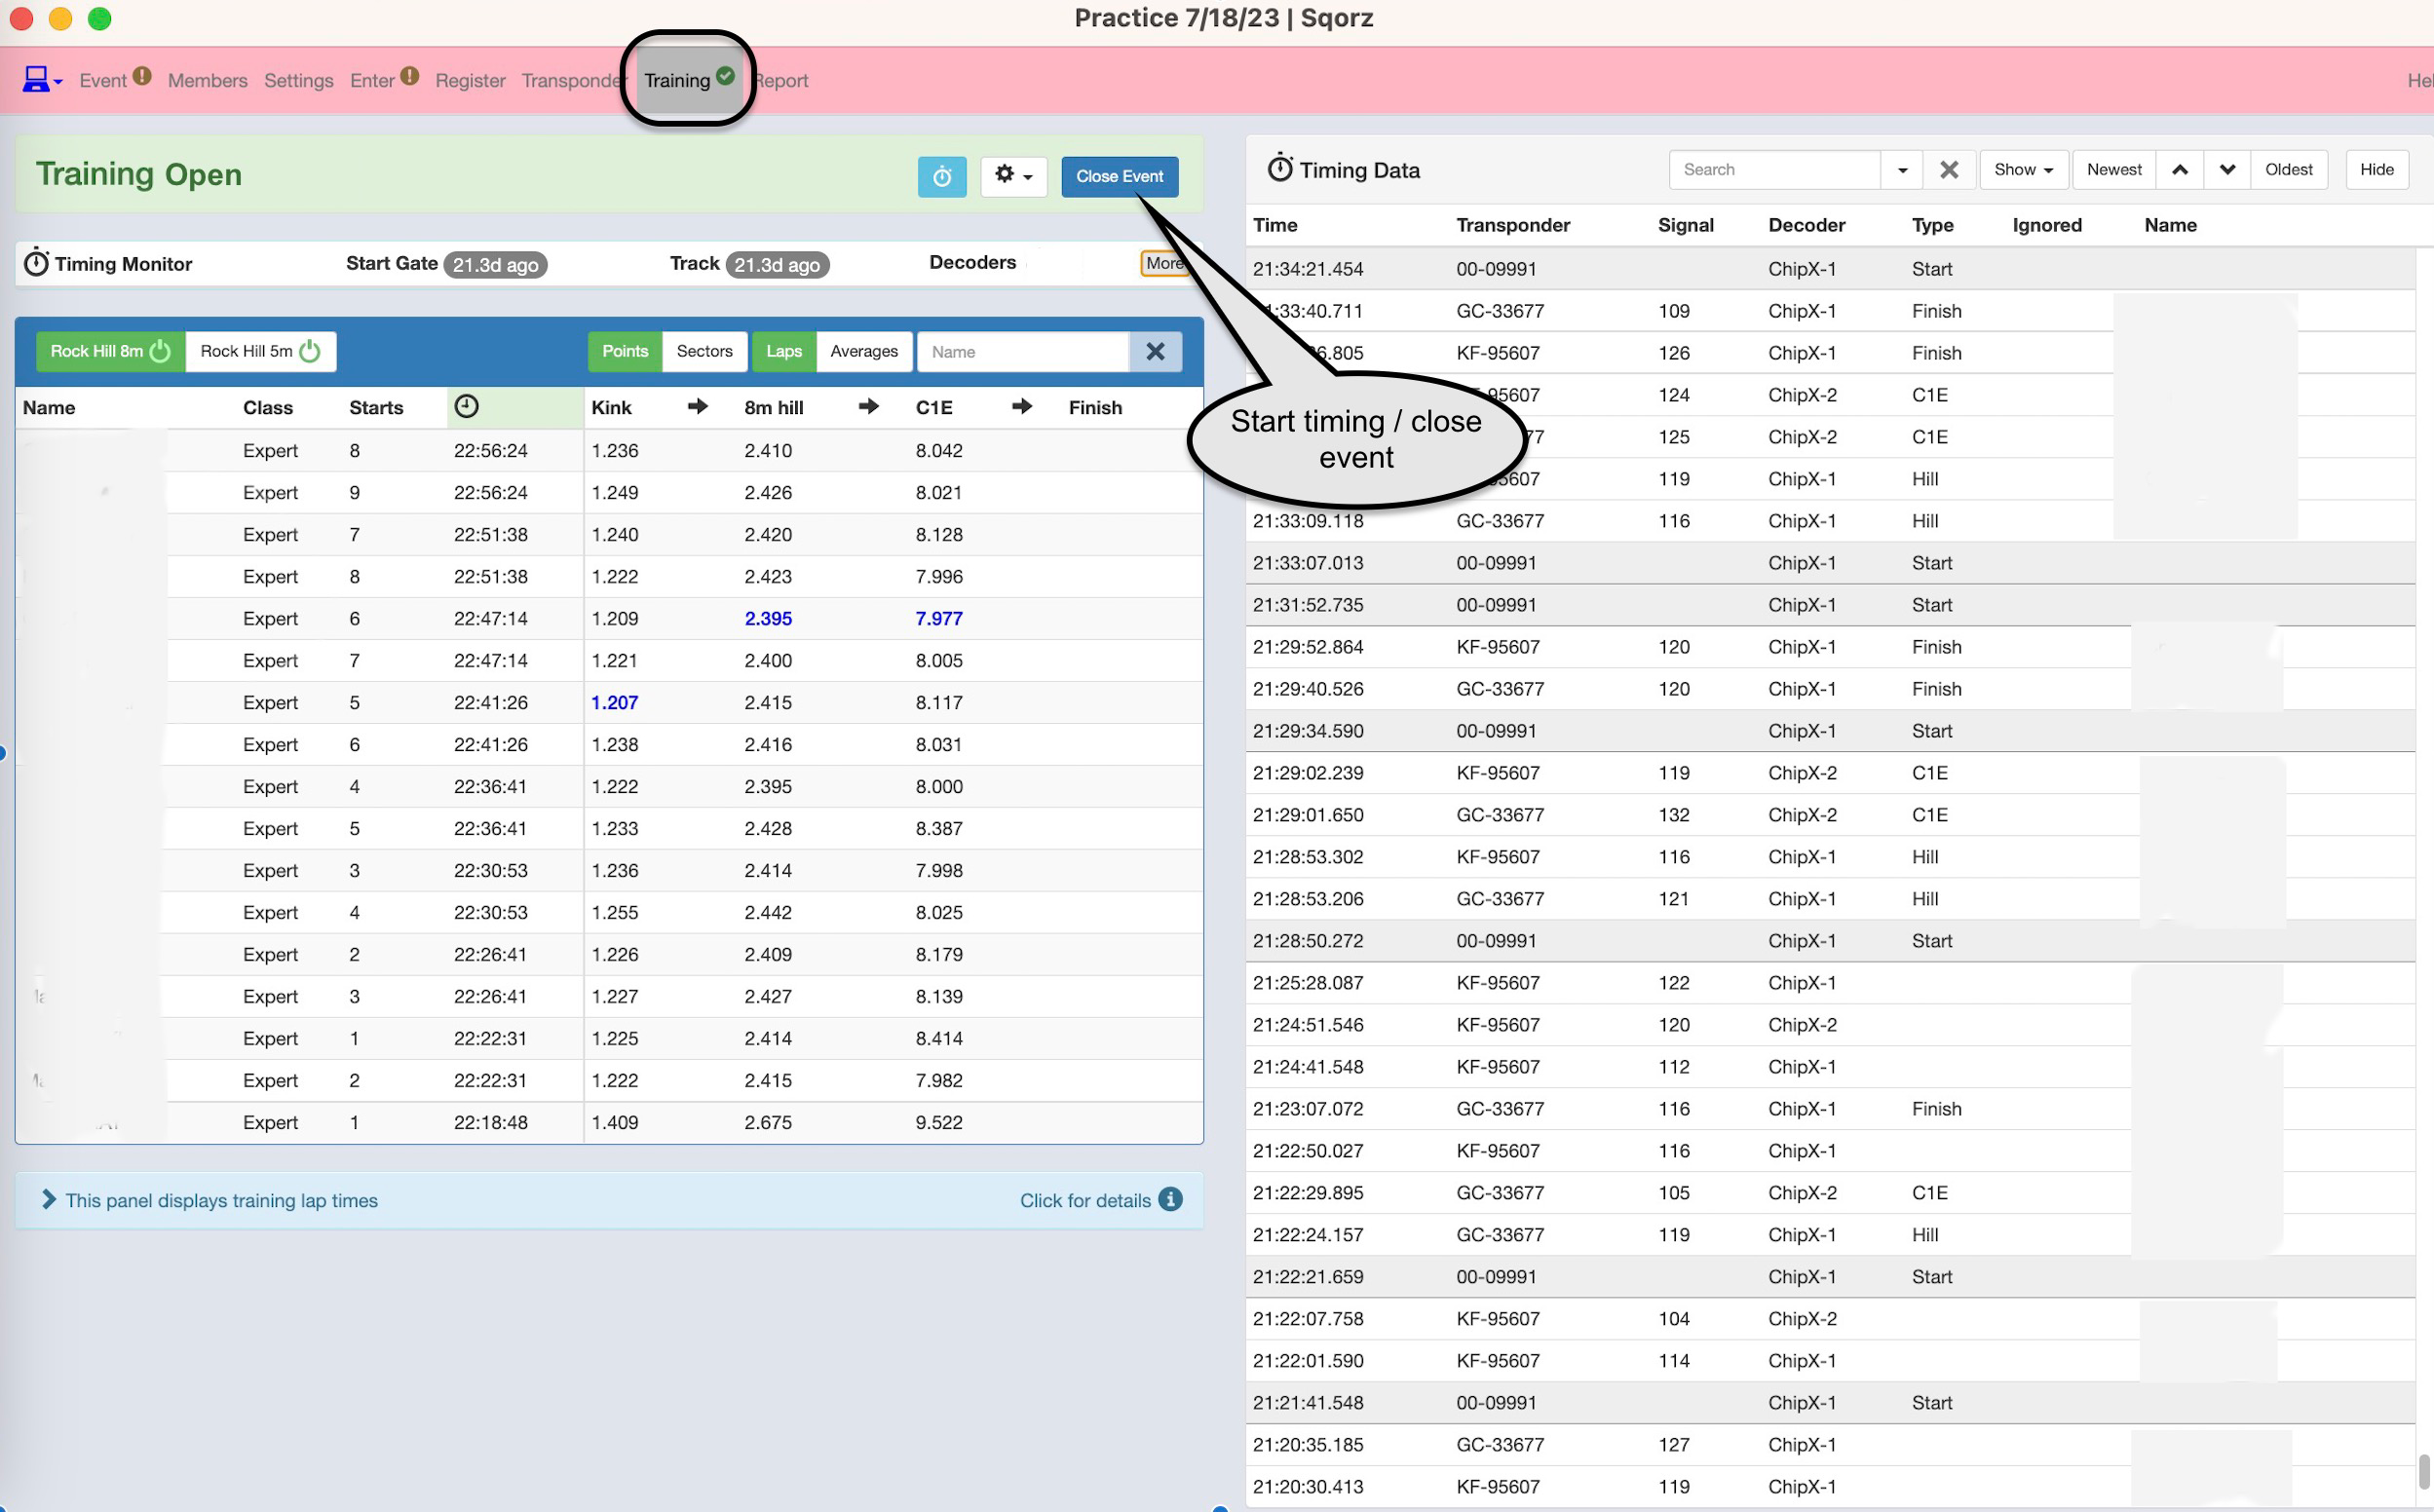 Practice 7/18/23 | Sqorz
Event Members Settings Enter Register Transponder Training Report
Training Open
Close Event
Timing Monitor Start Gate 21.3d ago Track 21.3d ago Decoders More
Rock Hill 8m Rock Hill 5m Points Sectors Laps Averages Name
Name Class Starts Kink 8m hill C1E Finish
Expert 8 22:56:24 1.236 2.410 8.042
Expert 9 22:56:24 1.249 2.426 8.021
Expert 7 22:51:38 1.240 2.420 8.128
Expert 8 22:51:38 1.222 2.423 7.996
Expert 6 22:47:14 1.209 2.395 7.977
Expert 7 22:47:14 1.221 2.400 8.005
Expert 5 22:41:26 1.207 2.415 8.117
Expert 6 22:41:26 1.238 2.416 8.031
Expert 4 22:36:41 1.222 2.395 8.000
Expert 5 22:36:41 1.233 2.428 8.387
Expert 3 22:30:53 1.236 2.414 7.998
Expert 4 22:30:53 1.255 2.442 8.025
Expert 2 22:26:41 1.226 2.409 8.179
Expert 3 22:26:41 1.227 2.427 8.139
Expert 1 22:22:31 1.225 2.414 8.414
Expert 2 22:22:31 1.222 2.415 7.982
Expert 1 22:18:48 1.409 2.675 9.522
This panel displays training lap times Click for details
Start timing / close
event
Timing Data Search Show Newest Oldest Hide
Time Transponder Signal Decoder Type Ignored Name
21:34:21.454 00-09991 ChipX-1 Start
:33:40.711 GC-33677 109 ChipX-1 Finish
6.805 KF-95607 126 ChipX-1 Finish
95607 124 ChipX-2 C1E
77 125 ChipX-2 C1E
5607 119 ChipX-1 Hill
21:33:09.118 GC-33677 116 ChipX-1 Hill
21:33:07.013 00-09991 ChipX-1 Start
21:31:52.735 00-09991 ChipX-1 Start
21:29:52.864 KF-95607 120 ChipX-1 Finish
21:29:40.526 GC-33677 120 ChipX-1 Finish
21:29:34.590 00-09991 ChipX-1 Start
21:29:02.239 KF-95607 119 ChipX-2 C1E
21:29:01.650 GC-33677 132 ChipX-2 C1E
21:28:53.302 KF-95607 116 ChipX-1 Hill
21:28:53.206 GC-33677 121 ChipX-1 Hill
21:28:50.272 00-09991 ChipX-1 Start
21:25:28.087 KF-95607 122 ChipX-1
21:24:51.546 KF-95607 120 ChipX-2
21:24:41.548 KF-95607 112 ChipX-1
21:23:07.072 GC-33677 116 ChipX-1 Finish
21:22:50.027 KF-95607 116 ChipX-1
21:22:29.895 GC-33677 105 ChipX-2 C1E
21:22:24.157 GC-33677 119 ChipX-1 Hill
21:22:21.659 00-09991 ChipX-1 Start
21:22:07.758 KF-95607 104 ChipX-2
21:22:01.590 KF-95607 114 ChipX-1
21:21:41.548 00-09991 ChipX-1 Start
21:20:35.185 GC-33677 127 ChipX-1
21:20:30.413 KF-95607 119 ChipX-1